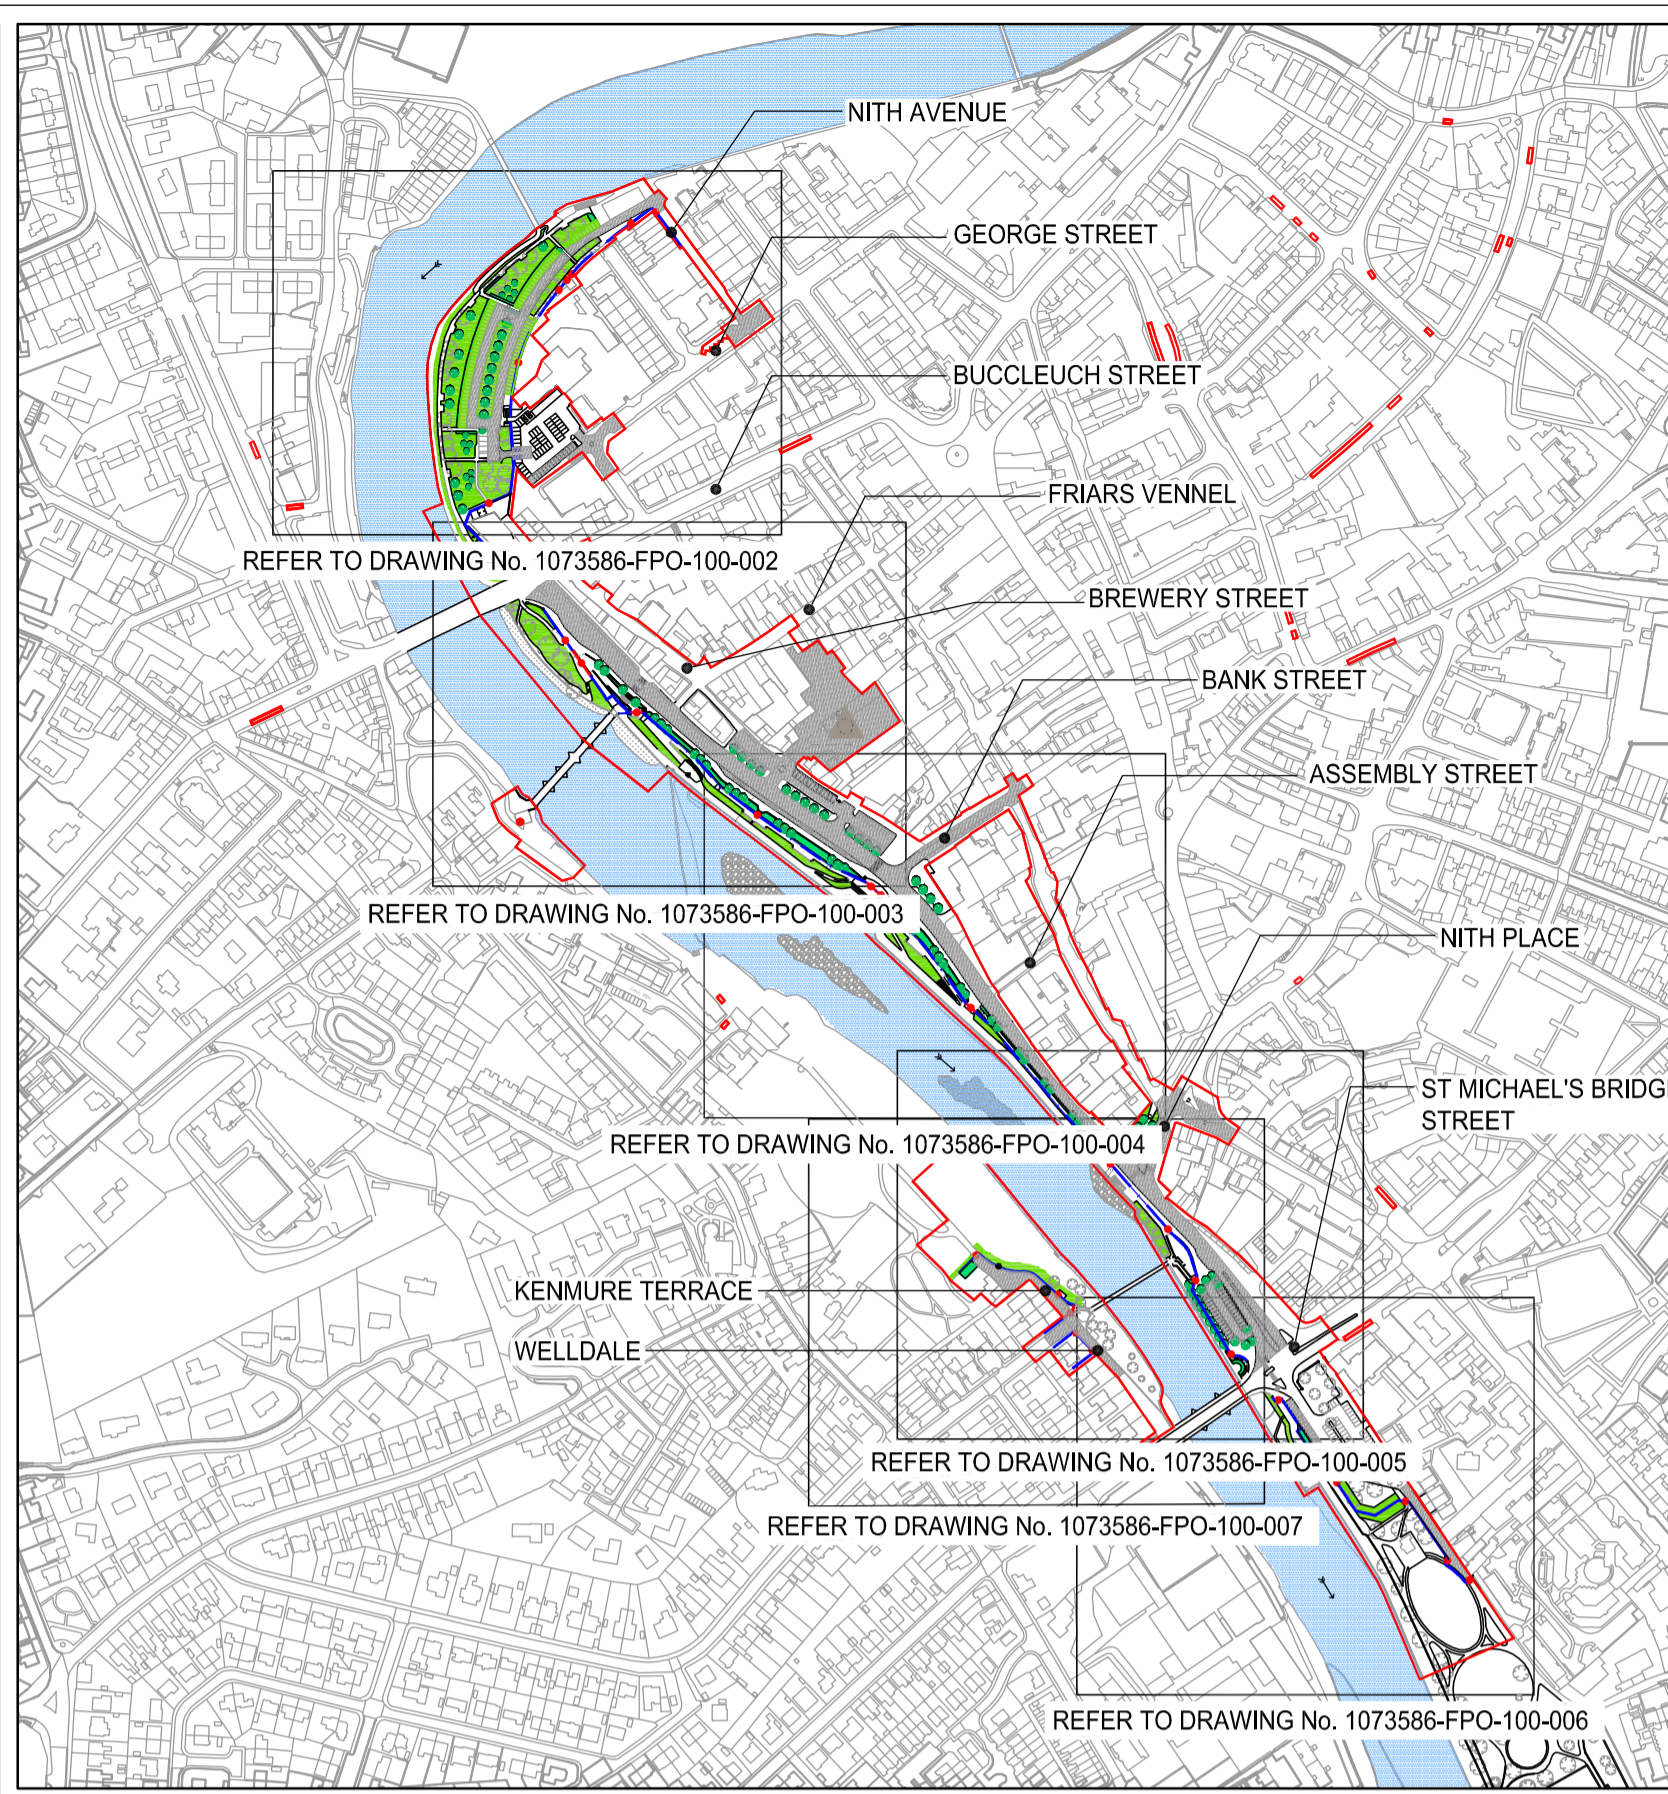 NITH AVENUE
GEORGE STREET
BUCCLEUCH STREET
FRIARS VENNEL
REFER TO DRAWING No. 1073586-FPO-100-002
BREWERY STREET
BANK STREET
ASSEMBLY STREET
REFER TO DRAWING No. 1073586-FPO-100-003
NITH PLACE
ST MICHAEL'S BRIDG
STREET
REFER TO DRAWING No. 1073586-FPO-100-004
KENMURE TERRACE
WELLDALE
REFER TO DRAWING No. 1073586-FPO-100-005
REFER TO DRAWING No. 1073586-FPO-100-007
REFER TO DRAWING No. 1073586-FPO-100-006